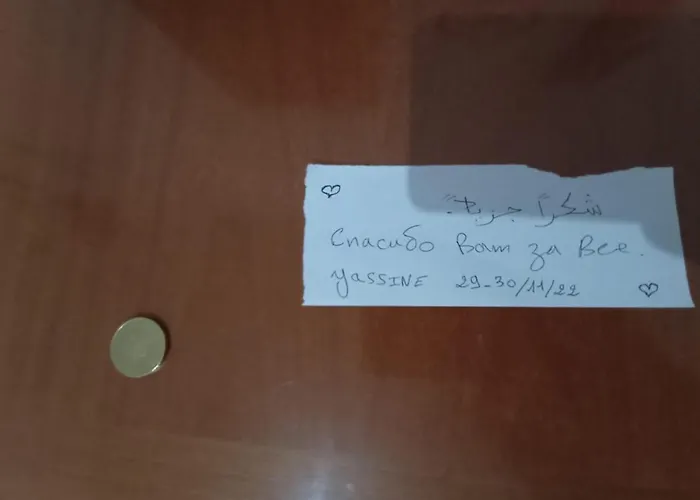 شكراً جزيلاً.
Спасибо Вам за Все.
yassine 29-30/11/22